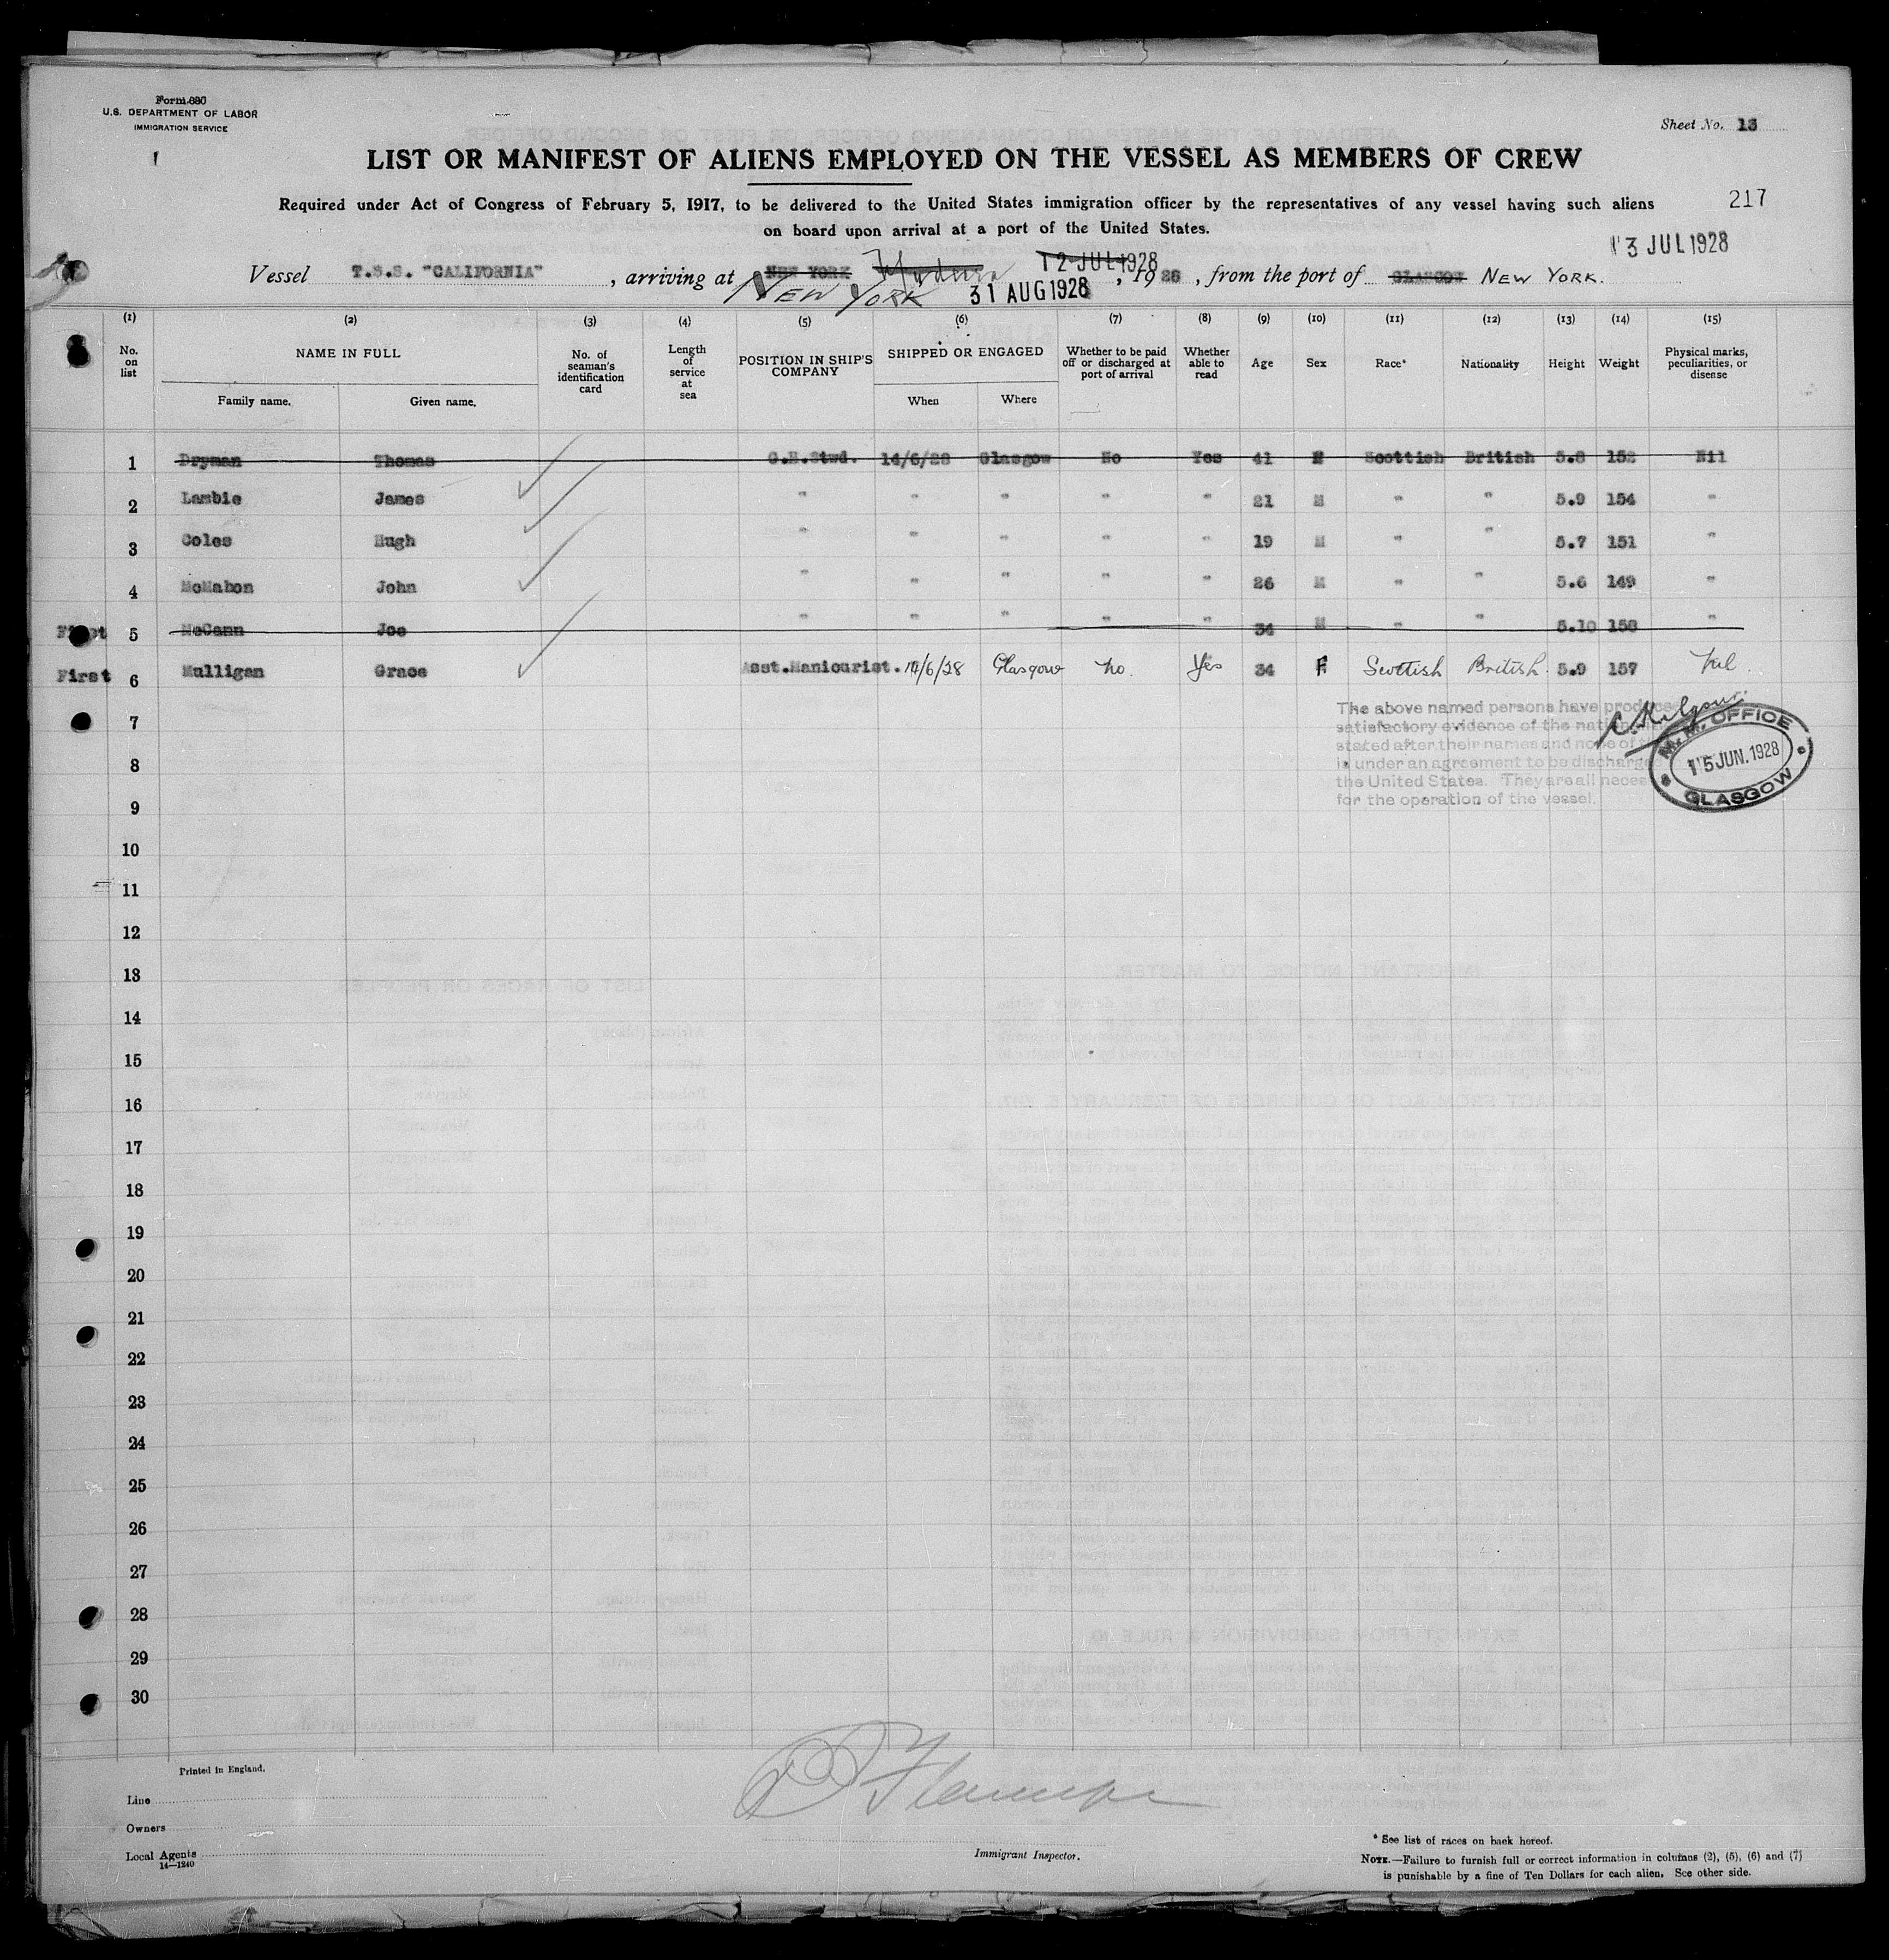 Form 680
U.S. DEPARTMENT OF LABOR
IMMIGRATION SERVICE
Sheet No. 13
LIST OR MANIFEST OF ALIENS EMPLOYED ON THE VESSEL AS MEMBERS OF CREW
Required under Act of Congress of February 5, 1917, to be delivered to the United States immigration officer by the representatives of any vessel having such aliens
217
on board upon arrival at a port of the United States.
13 JUL 1928
12 JUL 1928
Vessel T.S.S. "CALIFORNIA", arriving at NEW YORK, 1928, from the port of GLASGOW NEW YORK.
NEW YORK 31 AUG 1928
(1) (2) (3) (4) (5) (6) (7) (8) (9) (10) (11) (12) (13) (14) (15)
No. on list NAME IN FULL No. of seaman's identification card Length of service at sea POSITION IN SHIP'S COMPANY SHIPPED OR ENGAGED Whether to be paid off or discharged at port of arrival Whether able to read Age Sex Race* Nationality Height Weight Physical marks, peculiarities, or disease
Family name. Given name. When Where
1 Dryman Thomas G.B.Stwd. 14/6/28 Glasgow No Yes 41 M Scottish British 5.8 152 Nil
2 Lambie James " " " " " 21 M " " 5.9 154 "
3 Coles Hugh " " " " " 19 M " " 5.7 151 "
4 McMahon John " " " " " 26 M " " 5.6 149 "
First 5 McCann Joe " " " " " 34 M " " 5.10 158 "
First 6 Mulligan Grace Asst.Manicurist. 14/6/28 Glasgow No. Yes 34 F Scottish British. 5.9 157 Nil.
7
The above named persons have produced
satisfactory evidence of the
stated after their names and none of
is under an agreement to be
the United States. They are all
for the operation of the vessel.
M.M. OFFICE
15 JUN. 1928
GLASGOW
8
9
10
11
12
13
14
15
16
17
18
19
20
21
22
23
24
25
26
27
28
29
30
Printed in England.
Line
Owners
Local Agents
14—1240
Immigrant Inspector.
* See list of races on back hereof.
NOTE.—Failure to furnish full or correct information in columns (2), (5), (6) and (7)
is punishable by a fine of Ten Dollars for each alien. See other side.